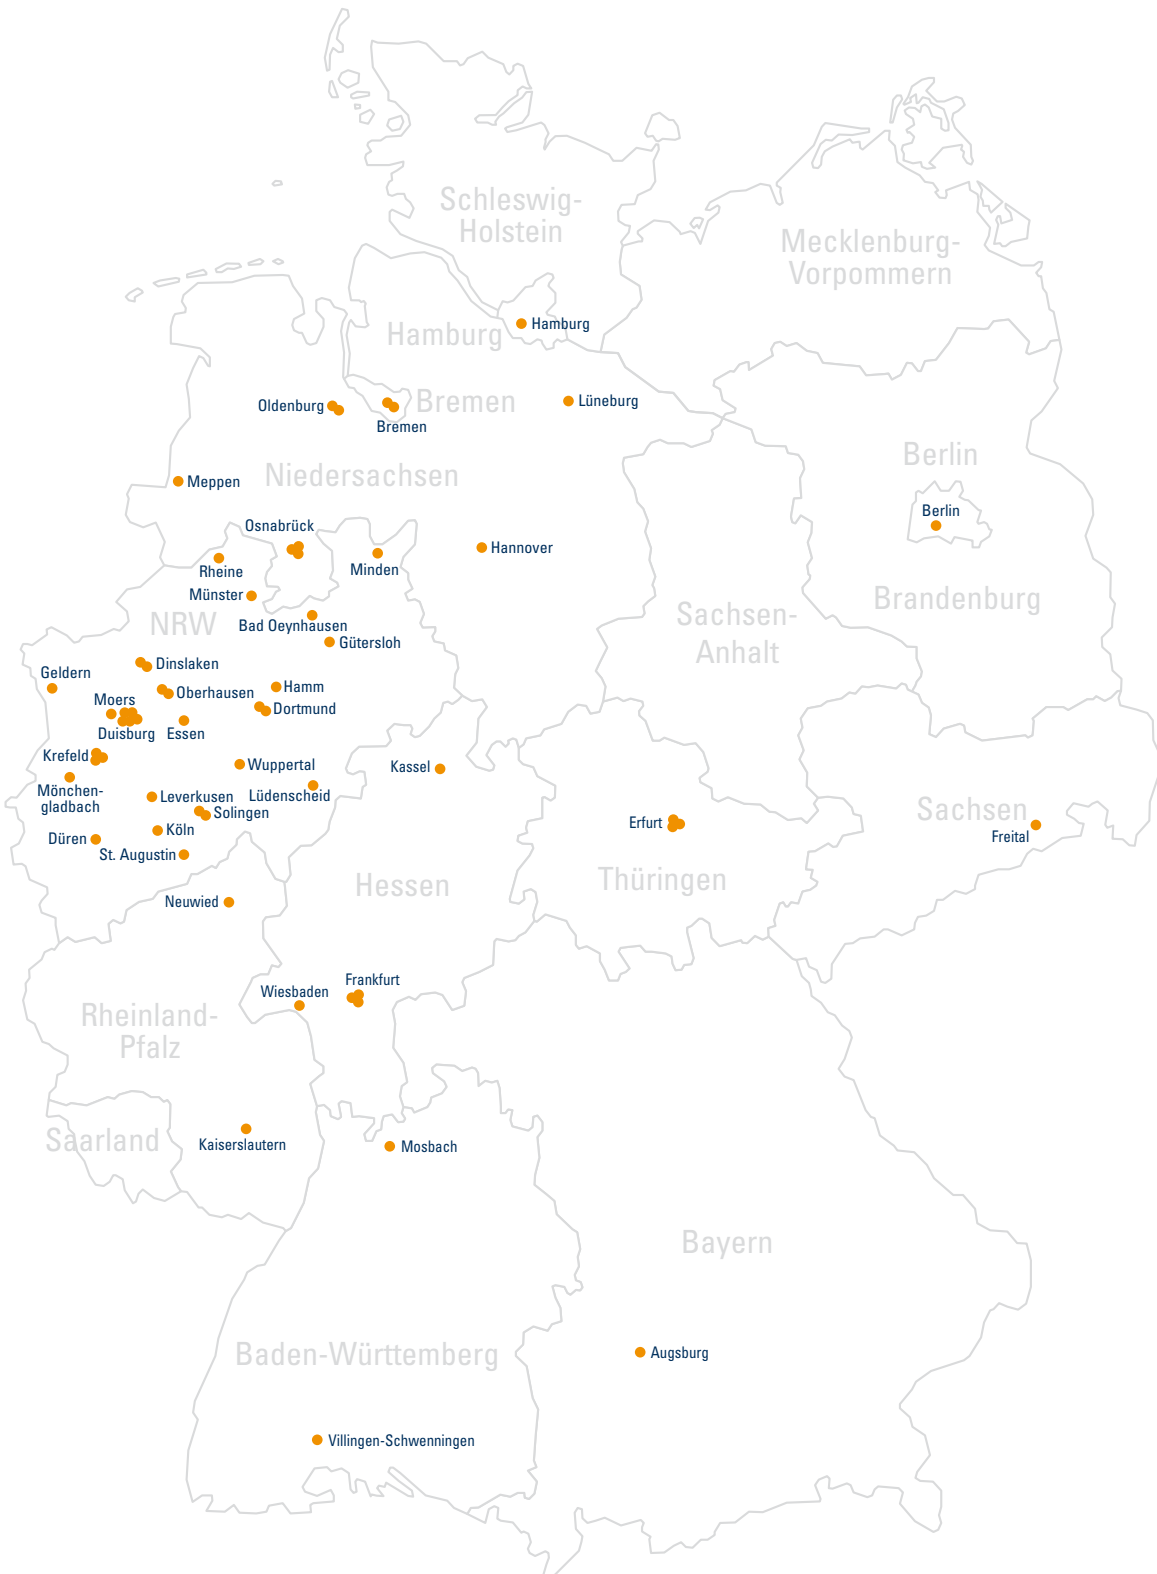 Schleswig-
Holstein
Mecklenburg-
Vorpommern
Hamburg
Hamburg
Oldenburg
Bremen
Bremen
Lüneburg
Berlin
Meppen
Niedersachsen
Berlin
Osnabrück
Hannover
Rheine
Minden
Münster
Brandenburg
NRW
Bad Oeynhausen
Sachsen-
Anhalt
Gütersloh
Geldern
Dinslaken
Oberhausen
Hamm
Moers
Dortmund
Duisburg
Essen
Krefeld
Wuppertal
Kassel
Mönchen-
gladbach
Leverkusen
Lüdenscheid
Solingen
Sachsen
Düren
Köln
Erfurt
Freital
St. Augustin
Hessen
Thüringen
Neuwied
Wiesbaden
Frankfurt
Rheinland-
Pfalz
Saarland
Kaiserslautern
Mosbach
Bayern
Baden-Württemberg
Augsburg
Villingen-Schwenningen